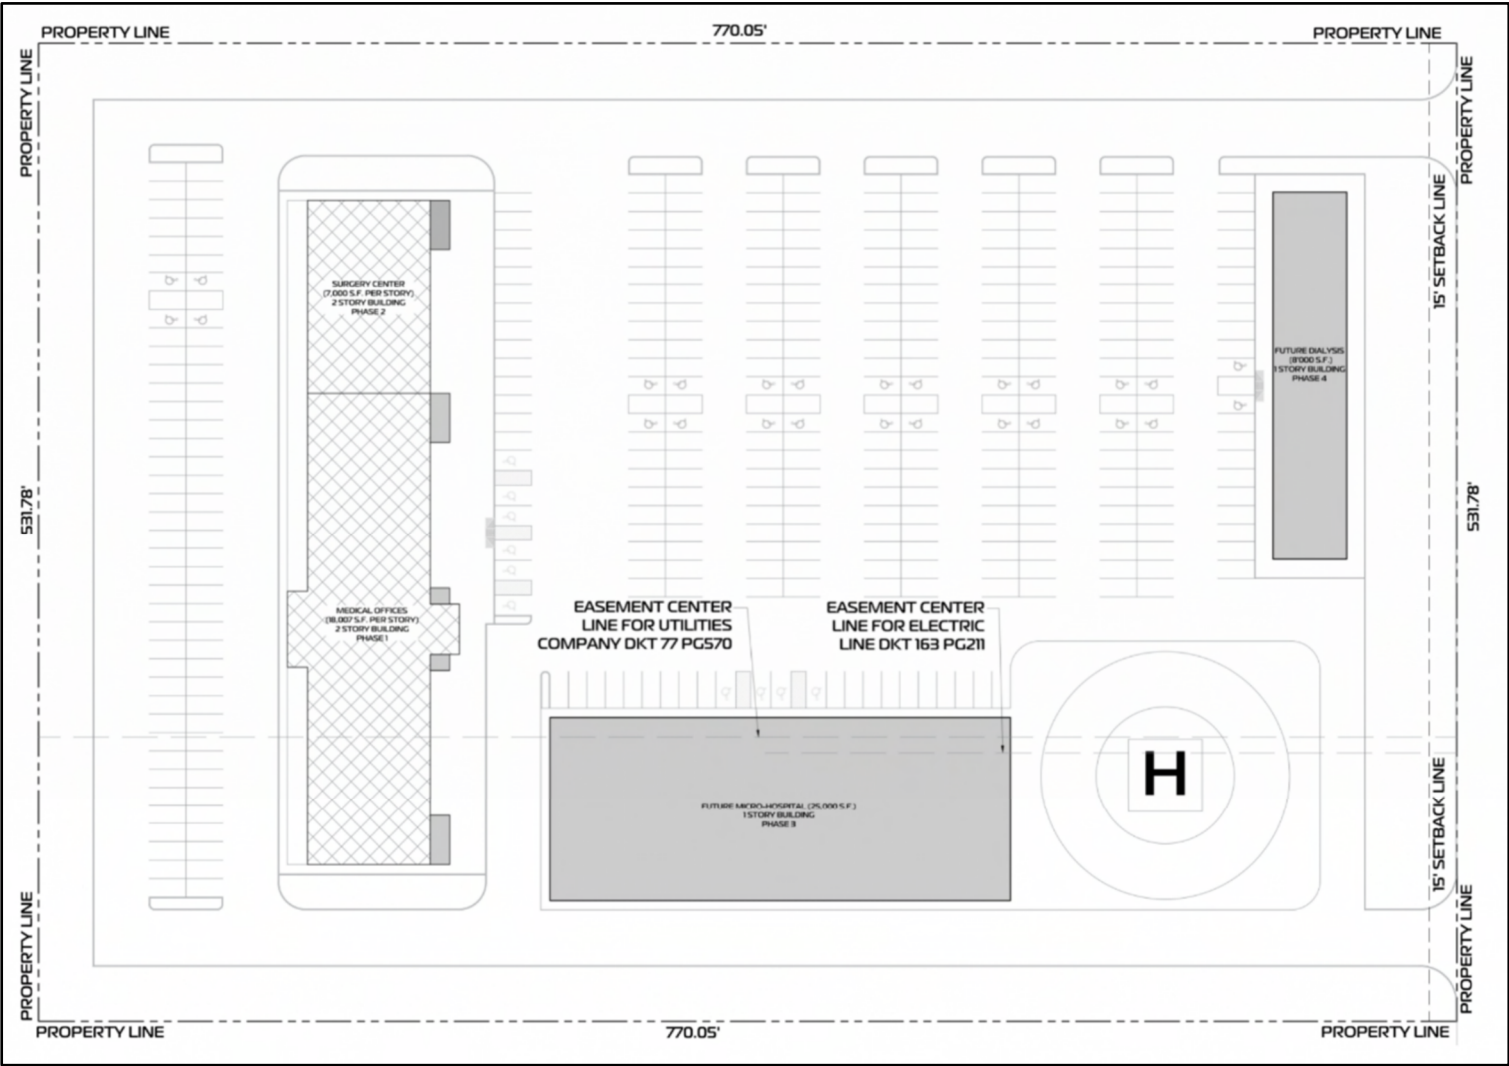 PROPERTY LINE
770.05'
PROPERTY LINE
PROPERTY LINE
PROPERTY LINE
15' SETBACK LINE
SURGERY CENTER
(7,000 S.F. PER STORY)
2 STORY BUILDING
PHASE 2
FUTURE DIALYSIS
(8'000 S.F.)
1 STORY BUILDING
PHASE 4
531.78'
531.78'
EASEMENT CENTER
LINE FOR UTILITIES
COMPANY DKT 77 PG570
EASEMENT CENTER
LINE FOR ELECTRIC
LINE DKT 163 PG211
MEDICAL OFFICES
(18,007 S.F. PER STORY)
2 STORY BUILDING
PHASE 1
H
FUTURE MICRO-HOSPITAL (25,000 S.F.)
1 STORY BUILDING
PHASE 3
15' SETBACK LINE
PROPERTY LINE
PROPERTY LINE
PROPERTY LINE
770.05'
PROPERTY LINE